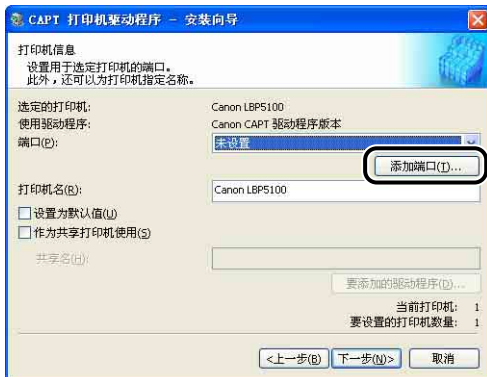 CAPT 打印机驱动程序 - 安装向导
打印机信息
设置用于选定打印机的端口。
此外，还可以为打印机指定名称。
选定的打印机: Canon LBP5100
使用驱动程序: Canon CAPT 驱动程序版本
端口(P): 未设置
添加端口(T)...
打印机名(R): Canon LBP5100
设置为默认值(U)
作为共享打印机使用(S)
共享名(H):
要添加的驱动程序(D)...
当前打印机: 1
要设置的打印机数量: 1
<上一步(B) 下一步(N)> 取消